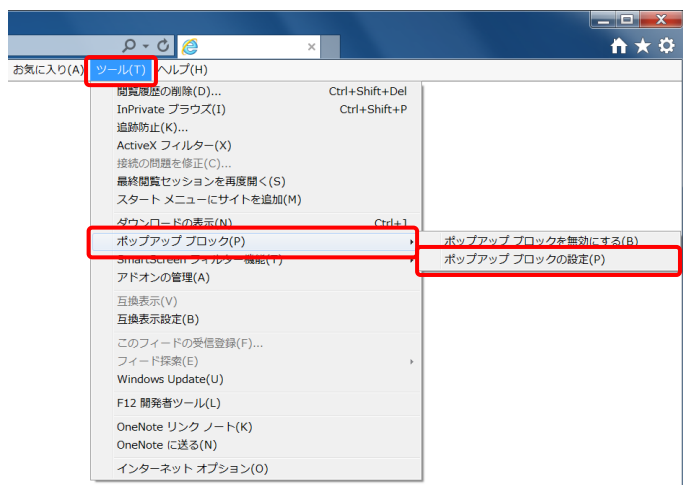 お気に入り(A) ツール(T) ヘルプ(H)
閲覧履歴の削除(D)... Ctrl+Shift+Del
InPrivate ブラウズ(I) Ctrl+Shift+P
追跡防止(K)...
ActiveX フィルター(X)
接続の問題を修正(C)...
最終閲覧セッションを再度開く(S)
スタート メニューにサイトを追加(M)
ダウンロードの表示(N) Ctrl+J
ポップアップ ブロック(P)
ポップアップ ブロックを無効にする(B)
ポップアップ ブロックの設定(P)
SmartScreen フィルター機能(T)
アドオンの管理(A)
互換表示(V)
互換表示設定(B)
このフィードの受信登録(F)...
フィード探索(E)
Windows Update(U)
F12 開発者ツール(L)
OneNote リンク ノート(K)
OneNote に送る(N)
インターネット オプション(O)